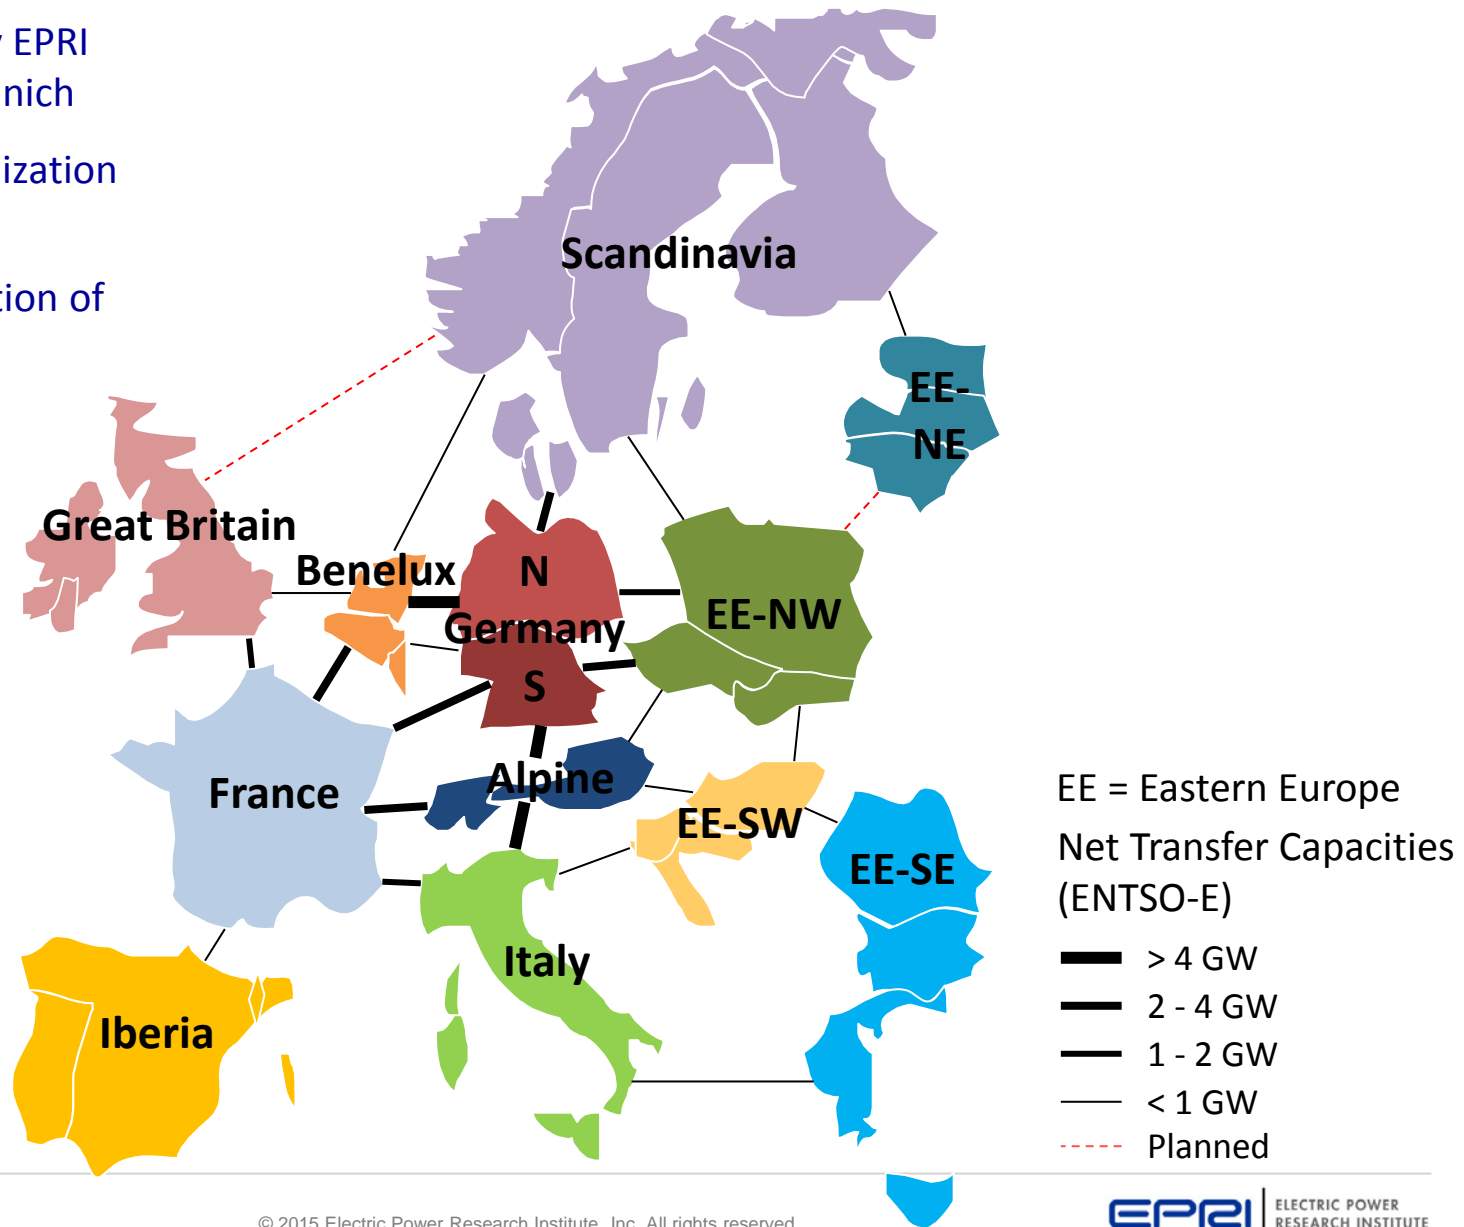 EPRI
nich
ization
tion of
Scandinavia
EE-
NE
Great Britain
Benelux
N
Germany
S
EE-NW
France
Alpine
EE-SW
EE-SE
Italy
Iberia
EE = Eastern Europe
Net Transfer Capacities
(ENTSO-E)
> 4 GW
2 - 4 GW
1 - 2 GW
< 1 GW
Planned
© 2015 Electric Power Research Institute, Inc. All rights reserved.
EPRI
ELECTRIC POWER
RESEARCH INSTITUTE